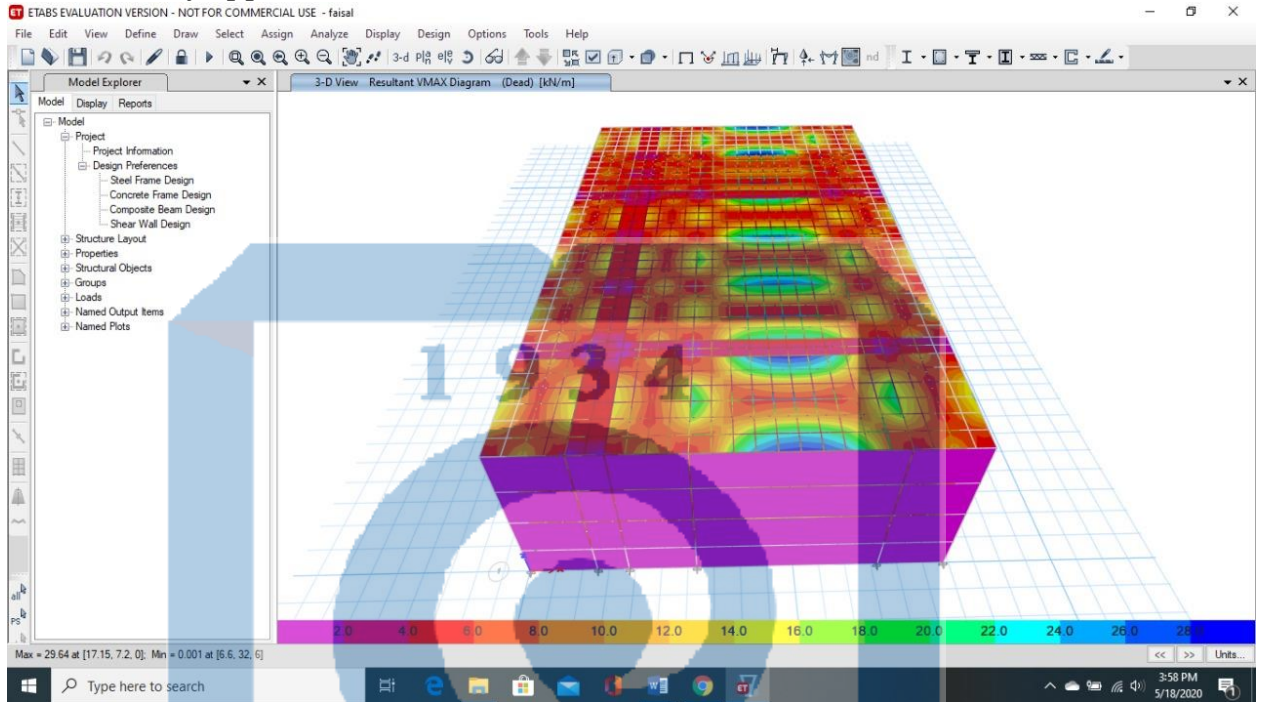 ETABS EVALUATION VERSION - NOT FOR COMMERCIAL USE - faisal
File Edit View Define Draw Select Assign Analyze Display Design Options Tools Help
3-d
nd
Model Explorer
3-D View Resultant VMAX Diagram (Dead) [kN/m]
Model Display Reports
Model
Project
Project Information
Design Preferences
Steel Frame Design
Concrete Frame Design
Composite Beam Design
Shear Wall Design
Structure Layout
Properties
Structural Objects
Groups
Loads
Named Output Items
Named Plots
1934
all
PS
2.0 4.0 6.0 8.0 10.0 12.0 14.0 16.0 18.0 20.0 22.0 24.0 26.0 28.0
Max = 29.64 at [17.15, 7.2, 0]; Min = 0.001 at [6.6, 32, 6]
<< >> Units...
Type here to search
3:58 PM
5/18/2020